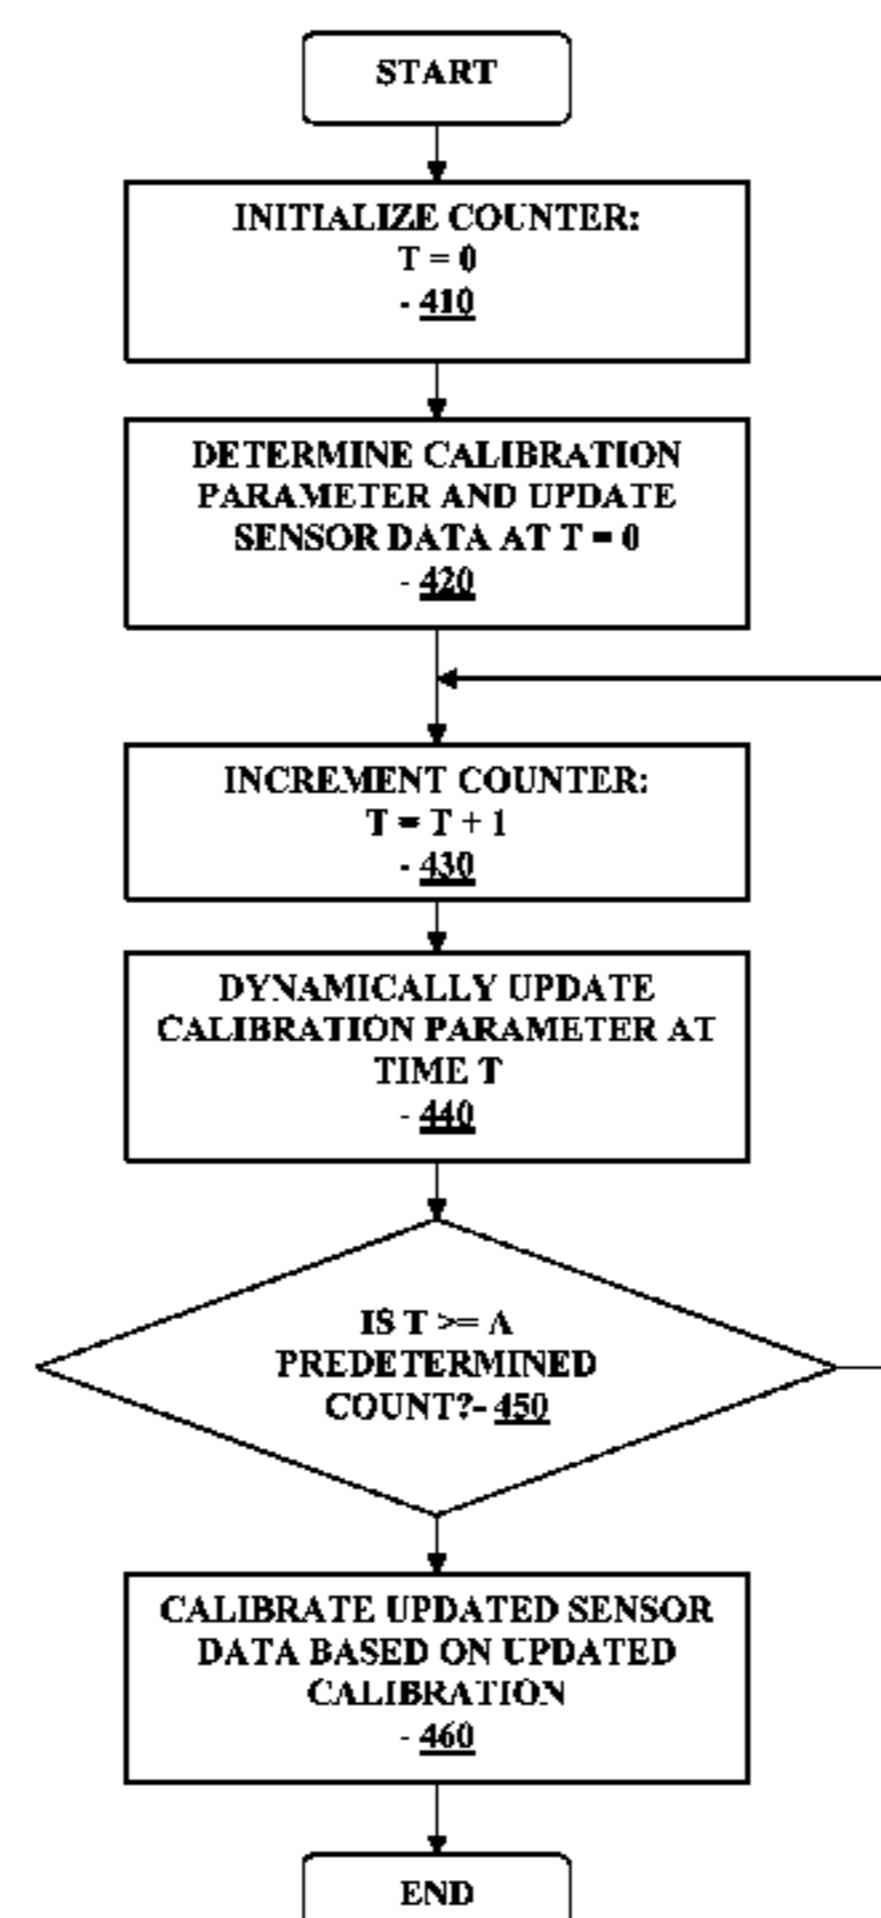 START
INITIALIZE COUNTER:
T = 0
- 410
DETERMINE CALIBRATION
PARAMETER AND UPDATE
SENSOR DATA AT T = 0
- 420
INCREMENT COUNTER:
T = T + 1
- 430
DYNAMICALLY UPDATE
CALIBRATION PARAMETER AT
TIME T
- 440
IS T >= A
PREDETERMINED
COUNT?- 450
CALIBRATE UPDATED SENSOR
DATA BASED ON UPDATED
CALIBRATION
- 460
END